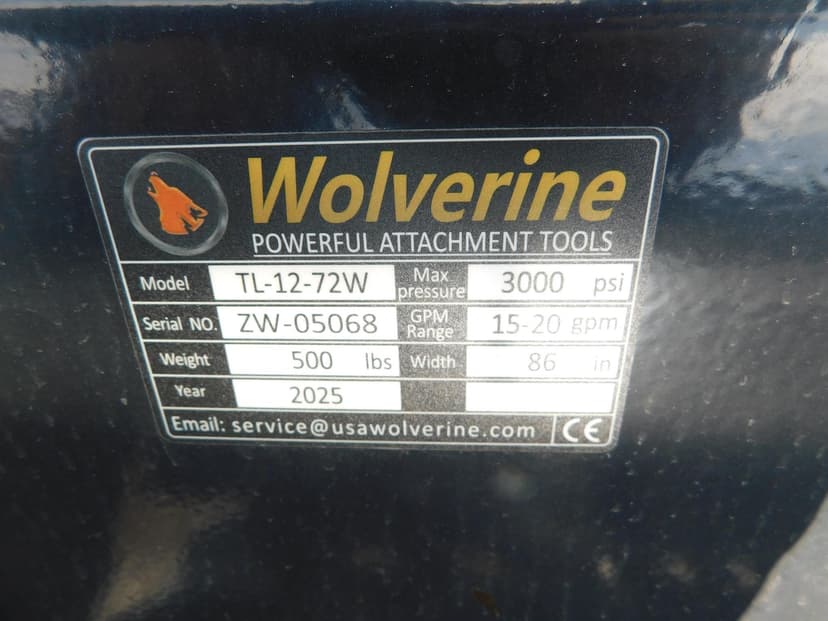 Wolverine
POWERFUL ATTACHMENT TOOLS
Model TL-12-72W Max pressure 3000 psi
Serial NO. ZW-05068 GPM Range 15-20 gpm
Weight 500 lbs Width 86 in
Year 2025
Email: service@usawolverine.com CE